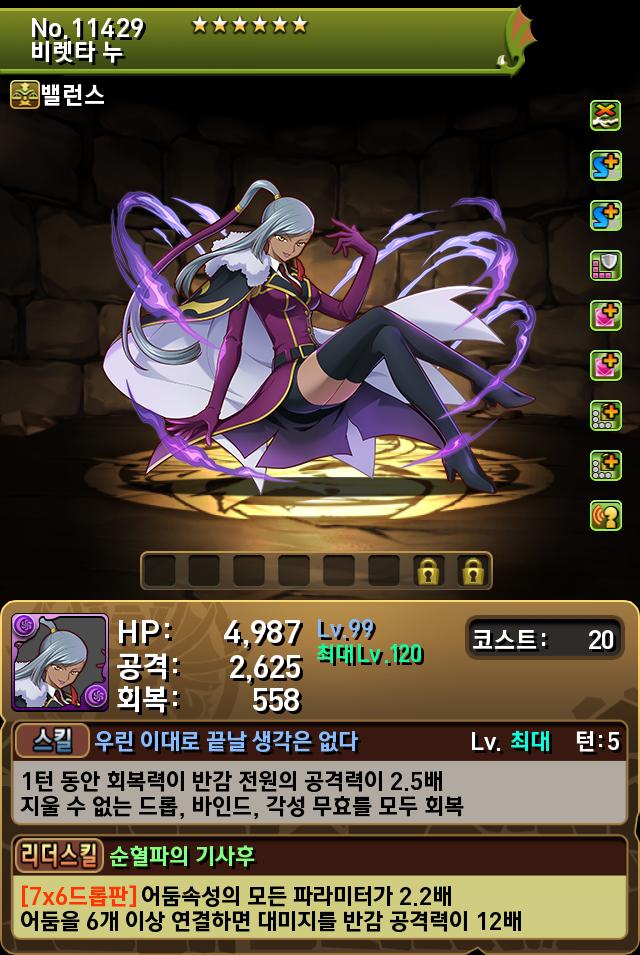 No.11429
비렛타 누
밸런스
HP: 4,987 Lv.99
공격: 2,625 최대Lv.120
회복: 558
코스트: 20
스킬 우린 이대로 끝날 생각은 없다 Lv. 최대 턴:5
1턴 동안 회복력이 반감 전원의 공격력이 2.5배
지울 수 없는 드롭, 바인드, 각성 무효를 모두 회복
리더스킬 순혈파의 기사후
[7x6드롭판] 어둠속성의 모든 파라미터가 2.2배
어둠을 6개 이상 연결하면 대미지를 반감 공격력이 12배